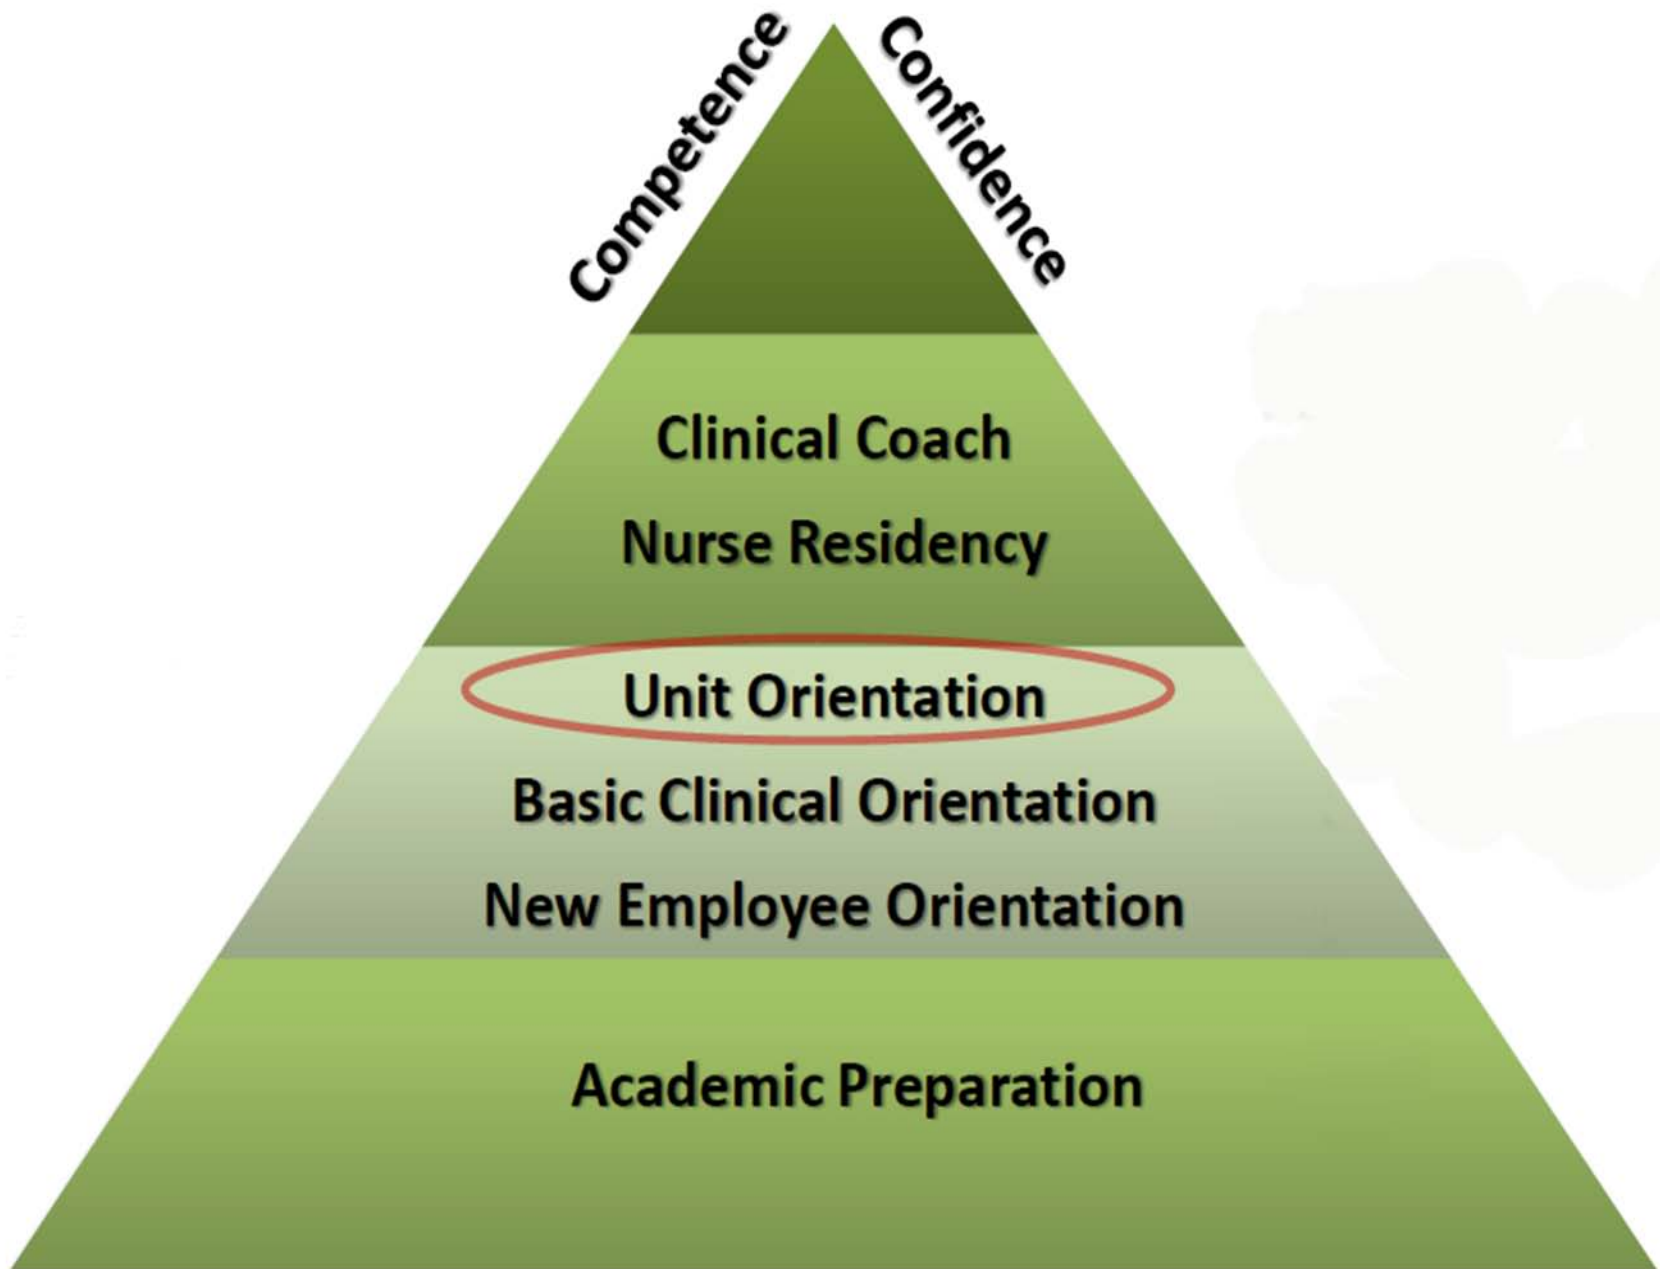 Competence
Confidence
Clinical Coach
Nurse Residency
Unit Orientation
Basic Clinical Orientation
New Employee Orientation
Academic Preparation